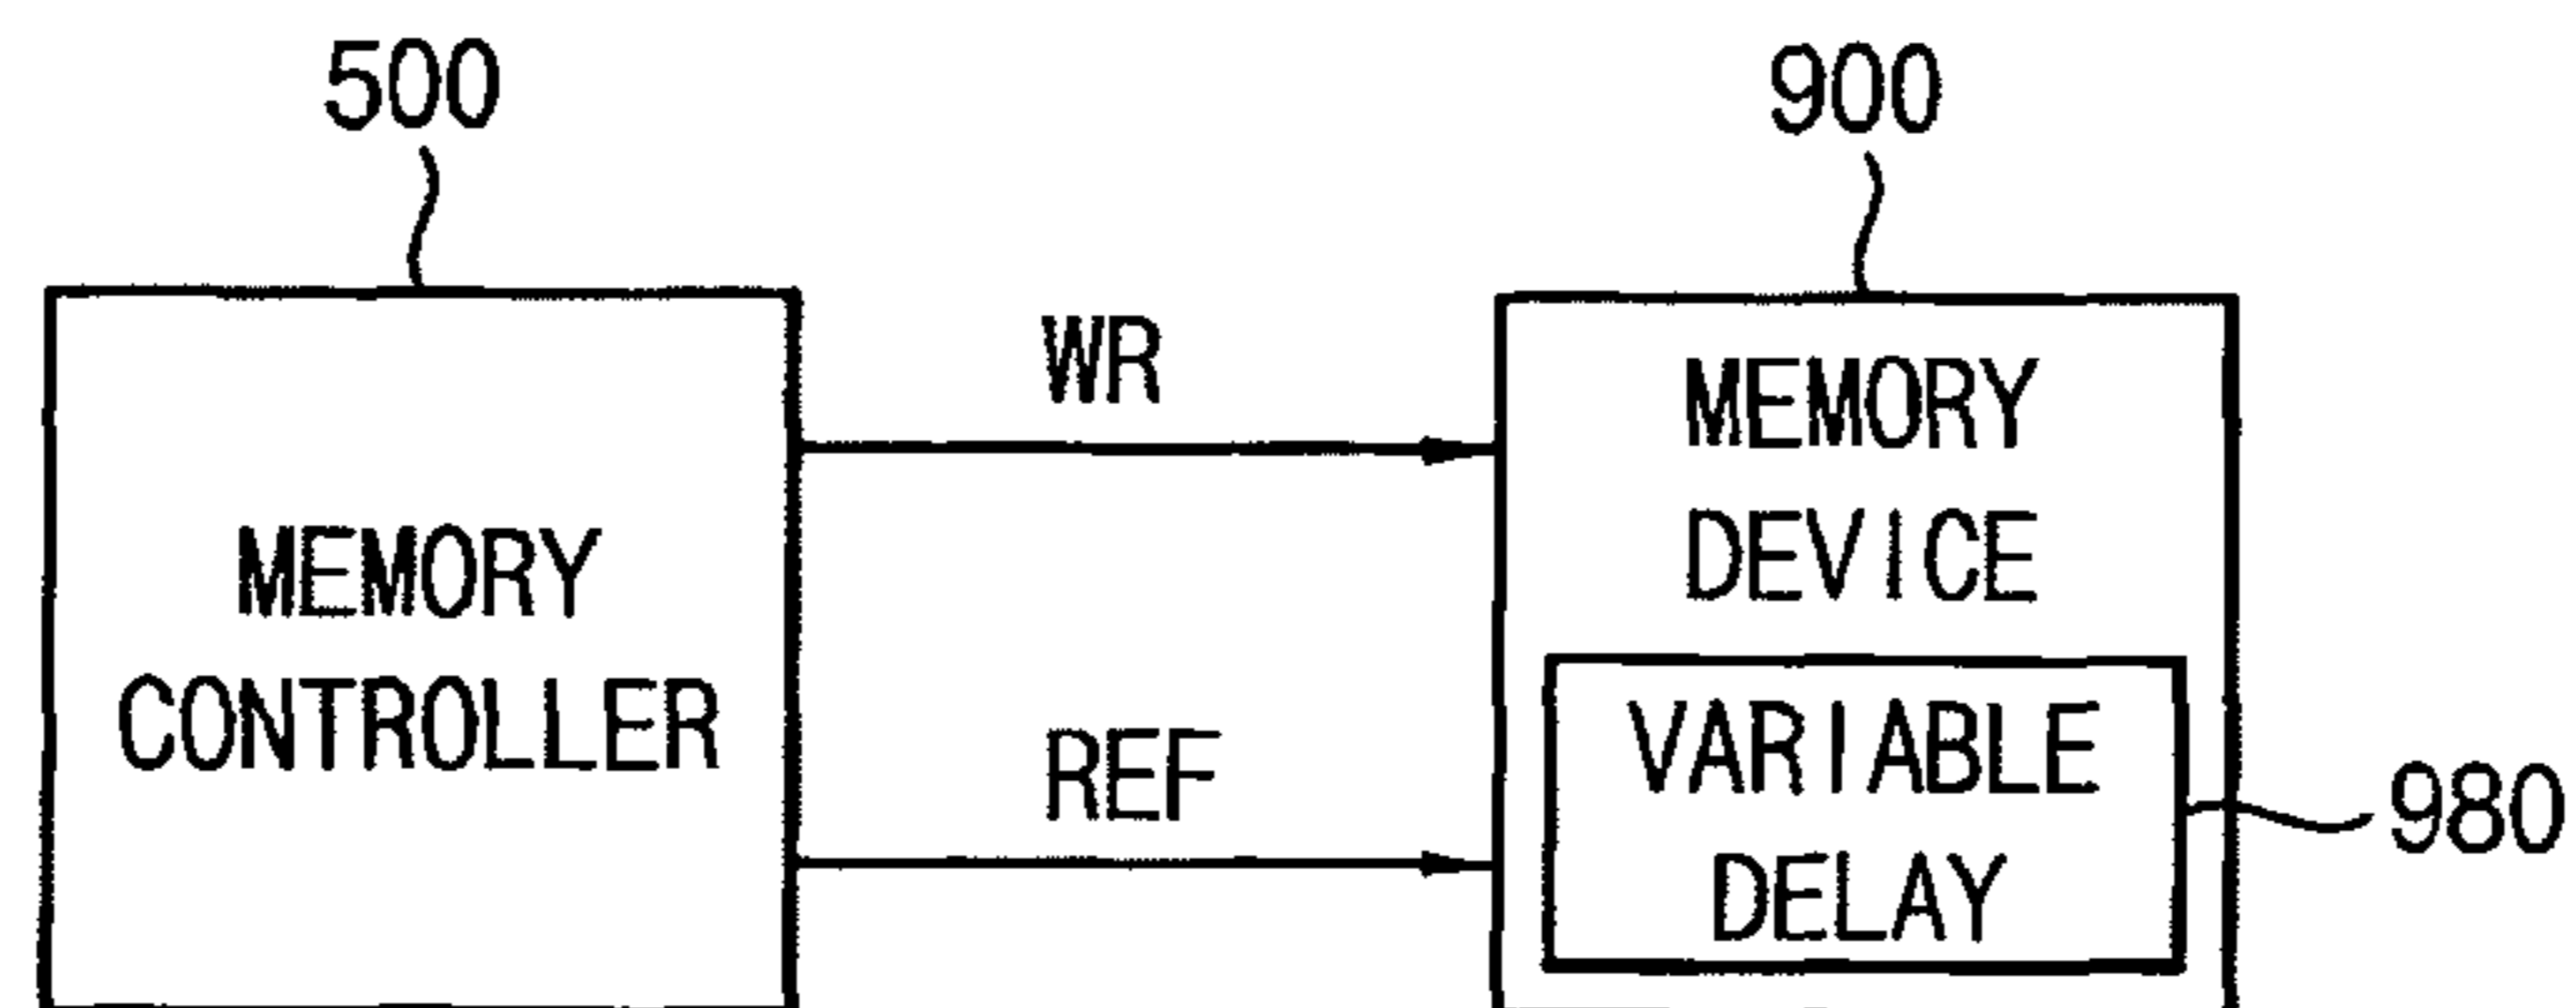 500
900
WR
MEMORY
DEVICE
MEMORY
CONTROLLER
REF
VARIABLE
DELAY
980